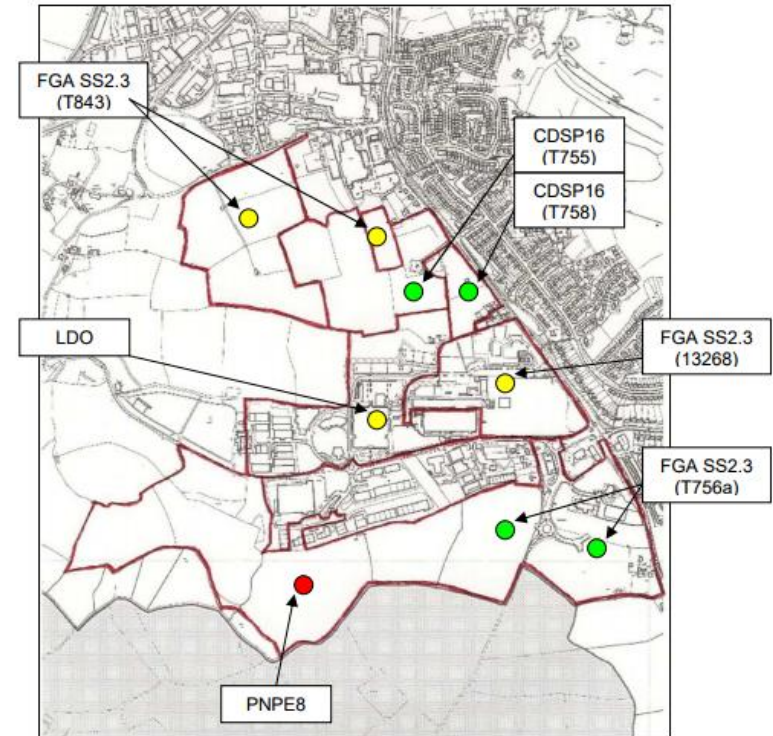 FGA SS2.3
(T843)
CDSP16
(T755)
CDSP16
(T758)
LDO
FGA SS2.3
(13268)
FGA SS2.3
(T756a)
PNPE8